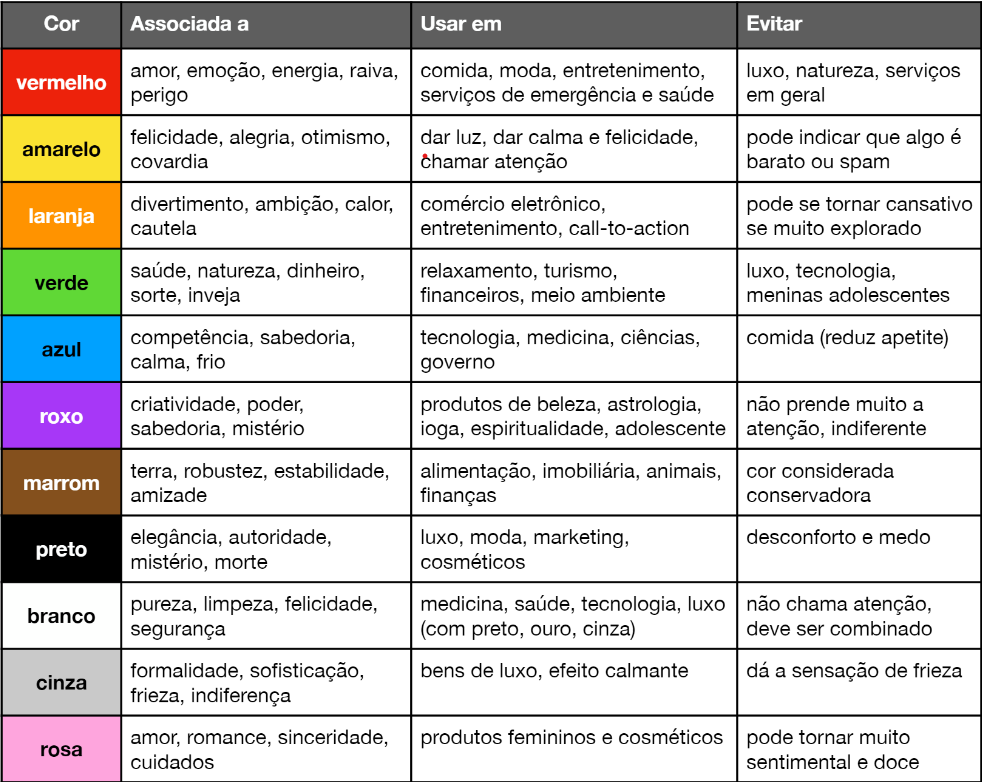 Cor Associada a Usar em Evitar
vermelho
amor, emoção, energia, raiva,
perigo
comida, moda, entretenimento,
serviços de emergência e saúde
luxo, natureza, serviços
em geral
amarelo
felicidade, alegria, otimismo,
covardia
dar luz, dar calma e felicidade,
chamar atenção
pode indicar que algo é
barato ou spam
laranja
divertimento, ambição, calor,
cautela
comércio eletrônico,
entretenimento, call-to-action
pode se tornar cansativo
se muito explorado
verde
saúde, natureza, dinheiro,
sorte, inveja
relaxamento, turismo,
financeiros, meio ambiente
luxo, tecnologia,
meninas adolescentes
azul
competência, sabedoria,
calma, frio
tecnologia, medicina, ciências,
governo
comida (reduz apetite)
roxo
criatividade, poder,
sabedoria, mistério
produtos de beleza, astrologia,
ioga, espiritualidade, adolescente
não prende muito a
atenção, indiferente
marrom
terra, robustez, estabilidade,
amizade
alimentação, imobiliária, animais,
finanças
cor considerada
conservadora
preto
elegância, autoridade,
mistério, morte
luxo, moda, marketing,
cosméticos
desconforto e medo
branco
pureza, limpeza, felicidade,
segurança
medicina, saúde, tecnologia, luxo
(com preto, ouro, cinza)
não chama atenção,
deve ser combinado
cinza
formalidade, sofisticação,
frieza, indiferença
bens de luxo, efeito calmante
dá a sensação de frieza
rosa
amor, romance, sinceridade,
cuidados
produtos femininos e cosméticos
pode tornar muito
sentimental e doce